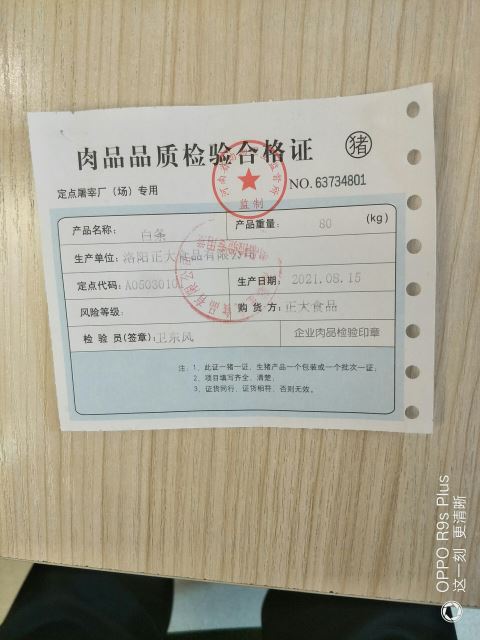 肉品品质检验合格证 猪
定点屠宰厂（场）专用 NO. 63734801
监制
产品名称： 白条 产品重量： 80 (kg)
生产单位： 洛阳正大食品有限公司
定点代码： A05030101 生产日期： 2021.08.15
风险等级： 购 货 方： 正大食品
检 验 员(签章)： 卫东风 企业肉品检验印章
注：1、此证一猪一证，生猪产品一个包装或一个批次一证；
2、项目填写齐全、清楚；
3、证货同行、证货相符，否则无效。
OPPO R9s Plus
这一刻 更清晰